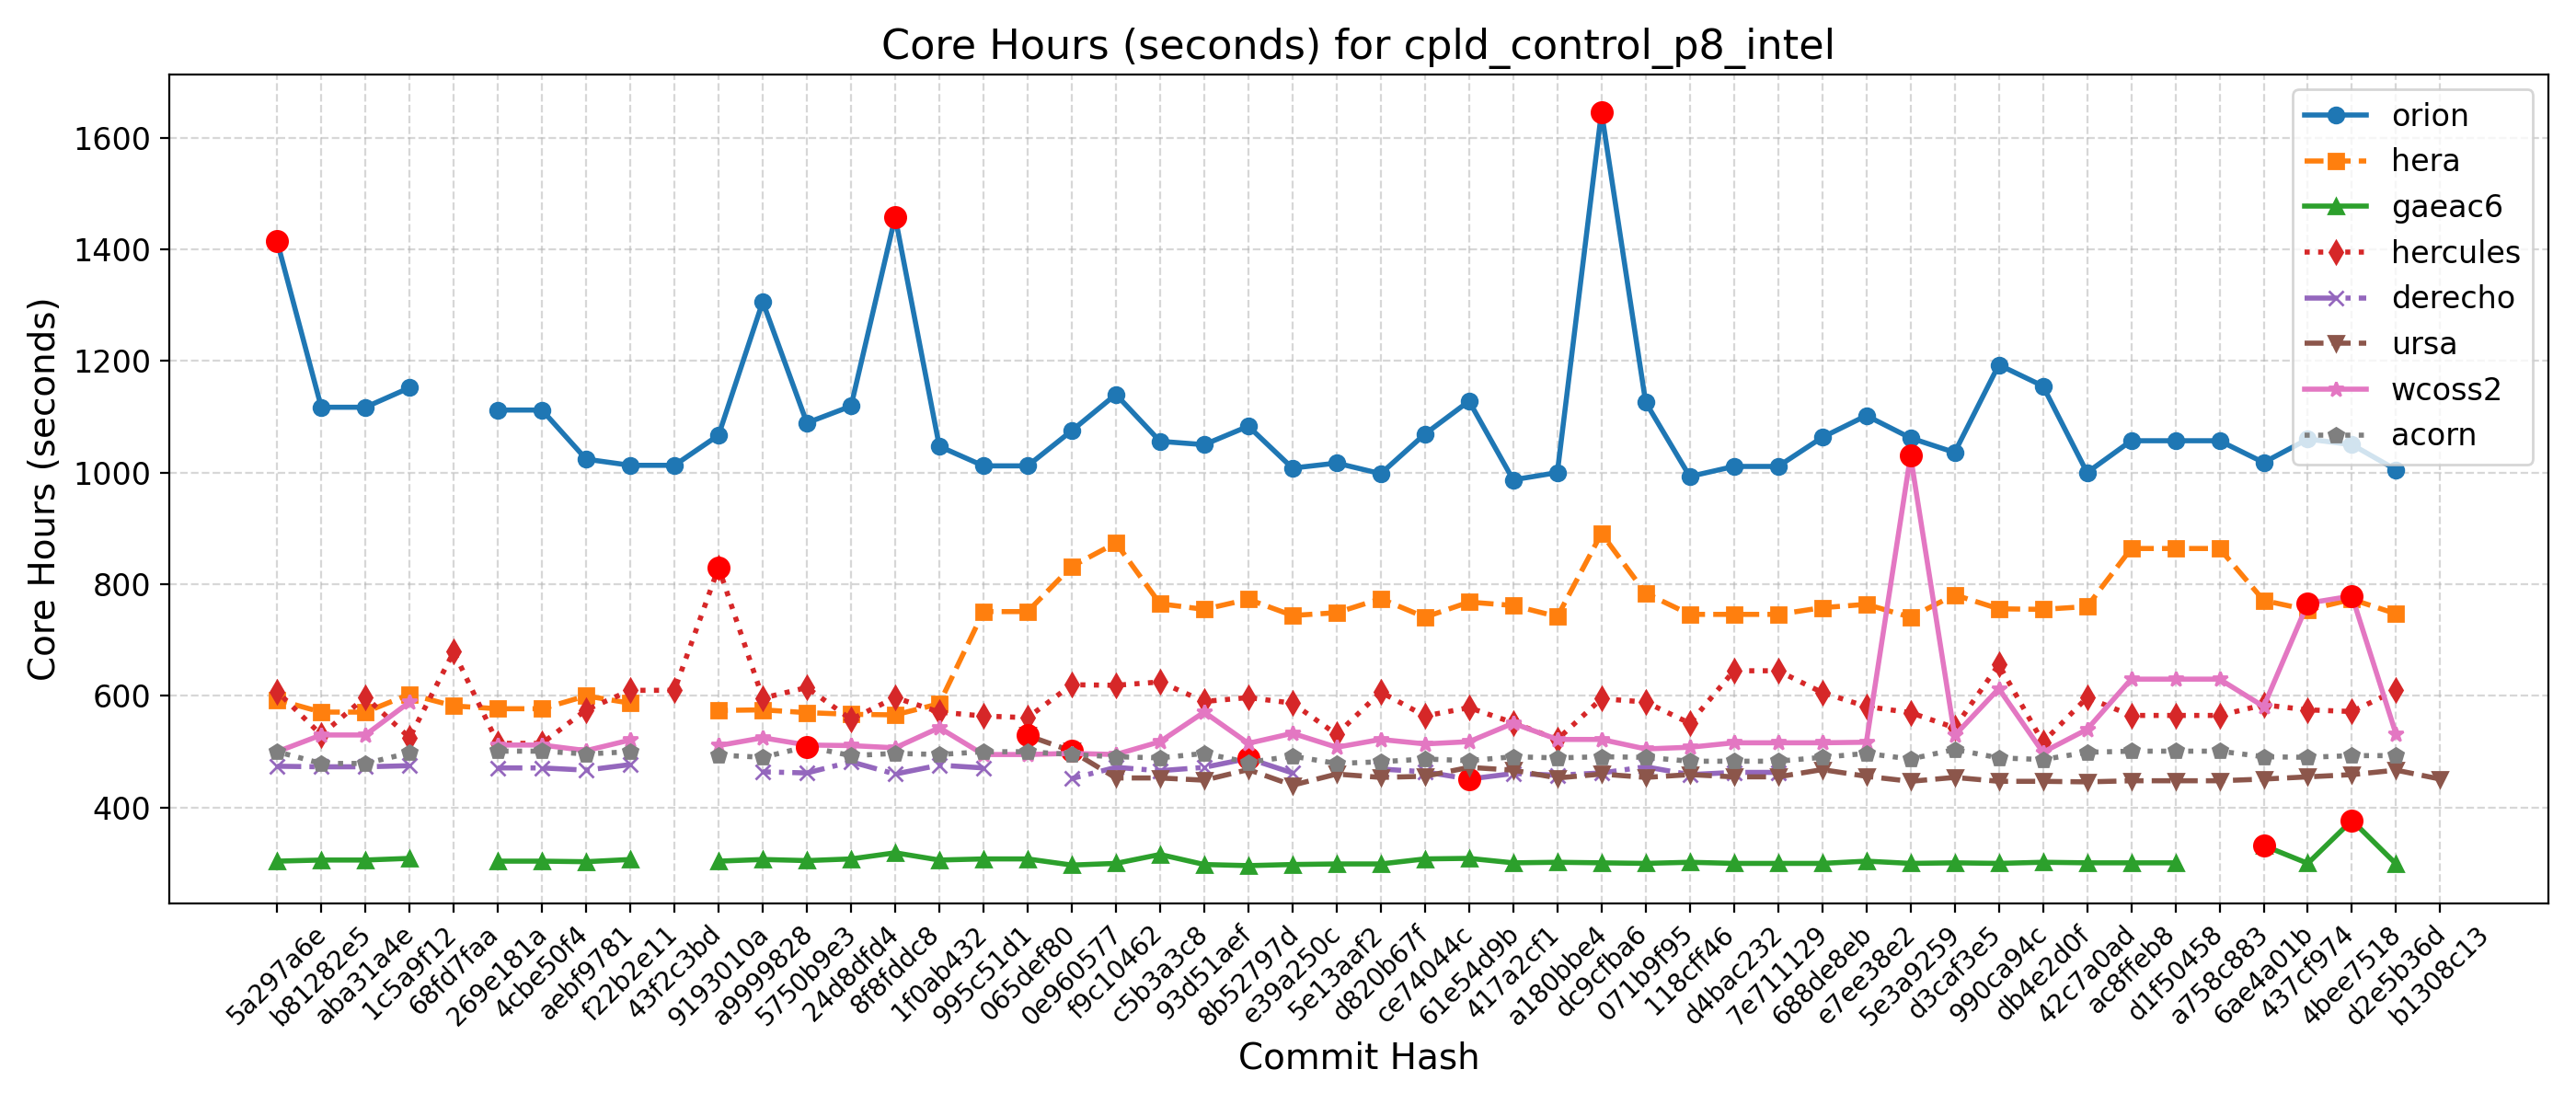 Core Hours (seconds) for cpld_control_p8_intel
Core Hours (seconds)
1600
1400
1200
1000
800
600
400
orion
hera
gaeac6
hercules
derecho
ursa
wcoss2
acorn
5a297a6e
b81282e5
aba31a4e
1c5a9f12
68fd7faa
269e181a
4cbe50f4
aebf9781
f22b2e11
43f2c3bd
9193010a
a9999828
5750b9e3
24d8dfd4
8f8fddc8
1f0ab432
995c51d1
065def80
0e960577
f9c10462
c5b3a3c8
93d51aef
8b52797d
e39a250c
5e13aaf2
d820b67f
ce74044c
61e54d9b
417a2cf1
a180bbe4
dc9cfba6
071b9f95
118cff46
d4bac232
7e711129
688de8eb
e7ee38e2
5e3a9259
d3caf3e5
990ca94c
db4e2d0f
42c7a0ad
ac8ffeb8
d1f50458
a758c883
6ae4a01b
437cf974
4bee7518
d2e5b36d
b1308c13
Commit Hash